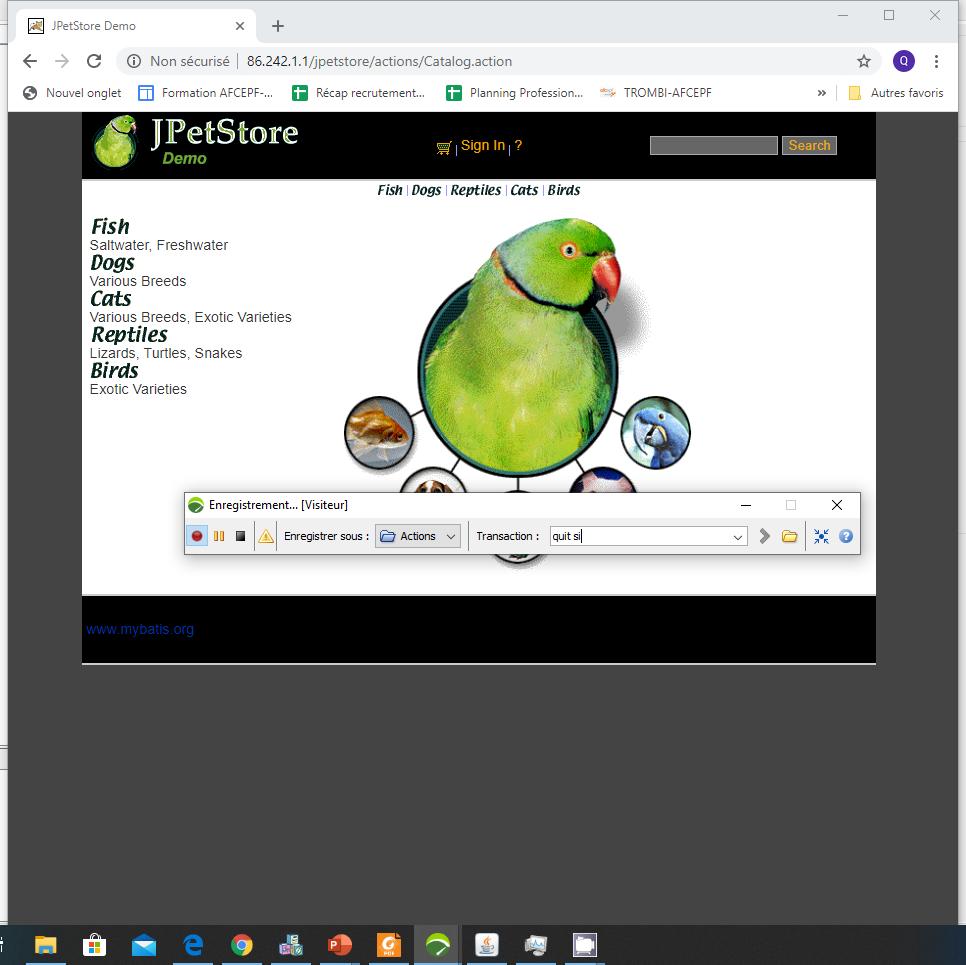 JPetStore Demo
Non sécurisé 86.242.1.1/jpetstore/actions/Catalog.action Q
Nouvel onglet Formation AFCEPF-... Récap recrutement... Planning Profession... TROMBI-AFCEPF » Autres favoris
JPetStore
Demo
Sign In | ? Search
Fish | Dogs | Reptiles | Cats | Birds
Fish
Saltwater, Freshwater
Dogs
Various Breeds
Cats
Various Breeds, Exotic Varieties
Reptiles
Lizards, Turtles, Snakes
Birds
Exotic Varieties
Enregistrement... [Visiteur]
Enregistrer sous : Actions Transaction : quit si
www.mybatis.org